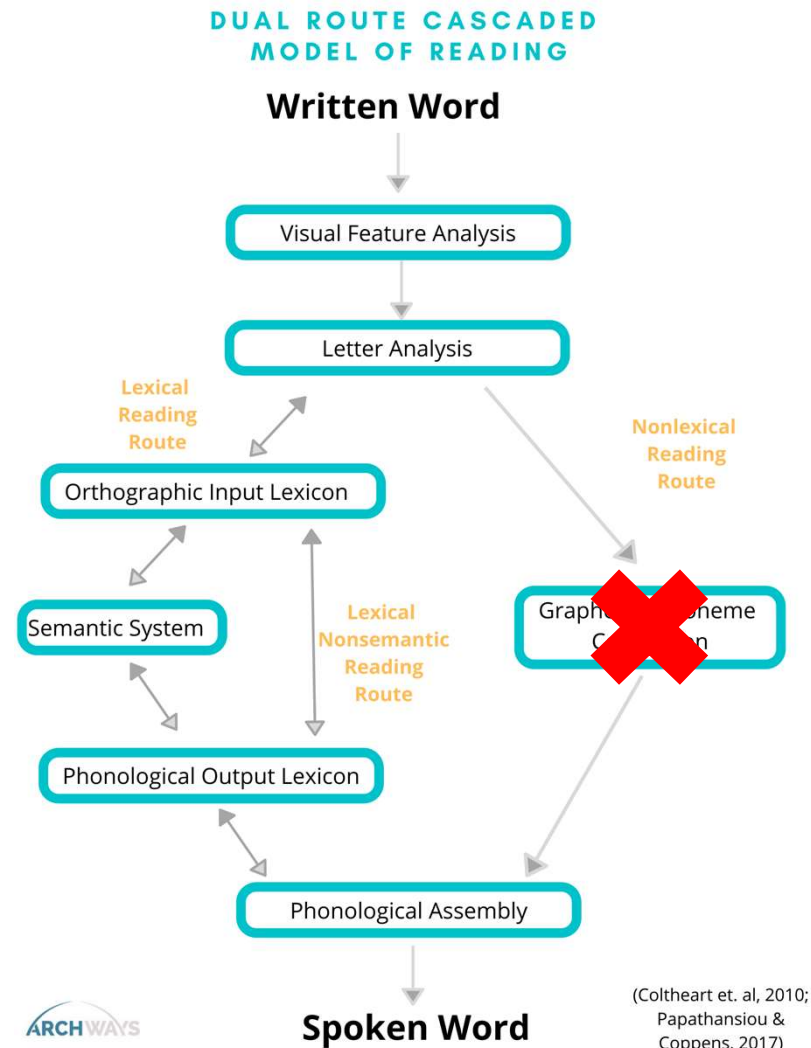 DUAL ROUTE CASCADED
MODEL OF READING
Written Word
Visual Feature Analysis
Letter Analysis
Lexical
Reading
Route
Nonlexical
Reading
Route
Orthographic Input Lexicon
Semantic System
Lexical
Nonsemantic
Reading
Route
Phonological Output Lexicon
Phonological Assembly
Spoken Word
ARCHWAYS
(Coltheart et. al, 2010;
Papathansiou &
Coppens, 2017)